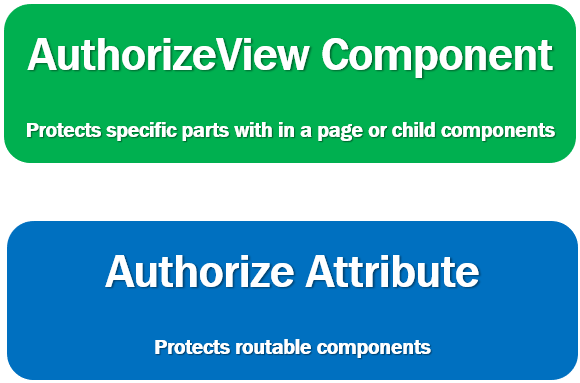 AuthorizeView Component
Protects specific parts with in a page or child components
Authorize Attribute
Protects routable components